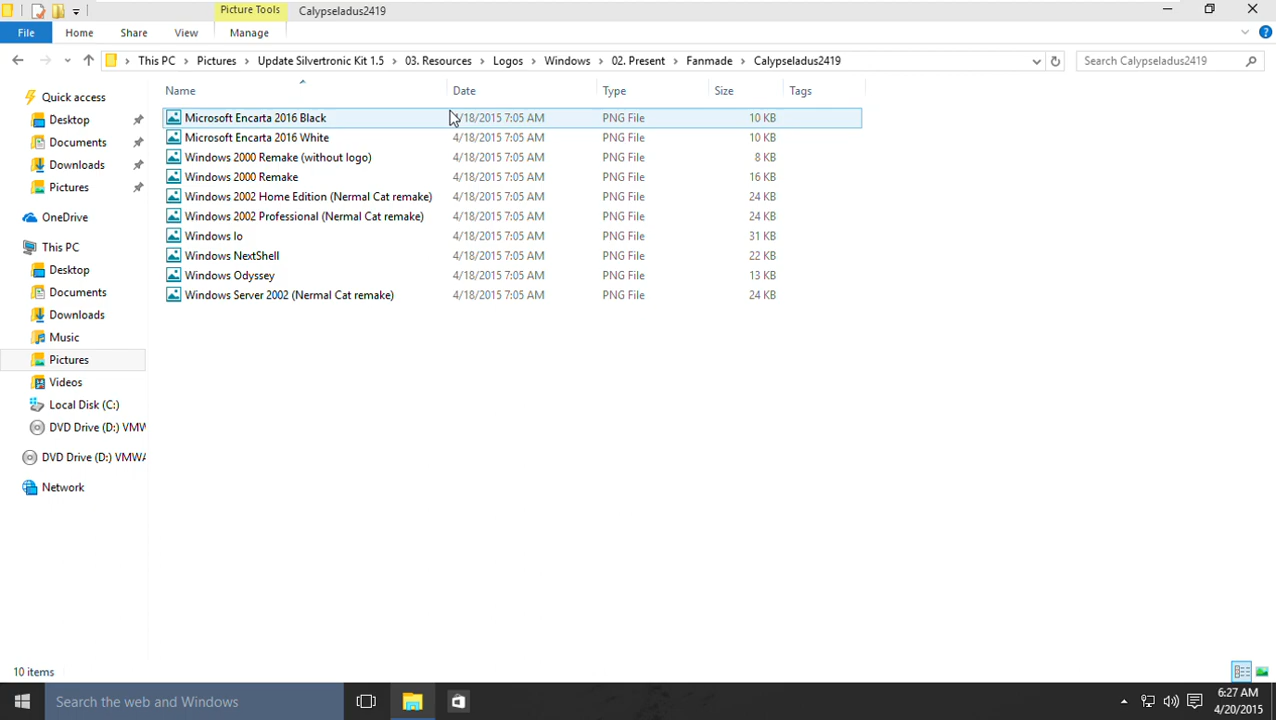 Picture Tools Calypseladus2419
File Home Share View Manage
This PC Pictures Update Silvertronic Kit 1.5 03. Resources Logos Windows 02. Present Fanmade Calypseladus2419 Search Calypseladus2419
Name Date Type Size Tags
Quick access
Desktop
Documents
Downloads
Pictures
OneDrive
This PC
Desktop
Documents
Downloads
Music
Pictures
Videos
Local Disk (C:)
DVD Drive (D:) VMW
DVD Drive (D:) VMWA
Network
Microsoft Encarta 2016 Black 4/18/2015 7:05 AM PNG File 10 KB
Microsoft Encarta 2016 White 4/18/2015 7:05 AM PNG File 10 KB
Windows 2000 Remake (without logo) 4/18/2015 7:05 AM PNG File 8 KB
Windows 2000 Remake 4/18/2015 7:05 AM PNG File 16 KB
Windows 2002 Home Edition (Nermal Cat remake) 4/18/2015 7:05 AM PNG File 24 KB
Windows 2002 Professional (Nermal Cat remake) 4/18/2015 7:05 AM PNG File 24 KB
Windows Io 4/18/2015 7:05 AM PNG File 31 KB
Windows NextShell 4/18/2015 7:05 AM PNG File 22 KB
Windows Odyssey 4/18/2015 7:05 AM PNG File 13 KB
Windows Server 2002 (Nermal Cat remake) 4/18/2015 7:05 AM PNG File 24 KB
10 items
Search the web and Windows
6:27 AM
4/20/2015